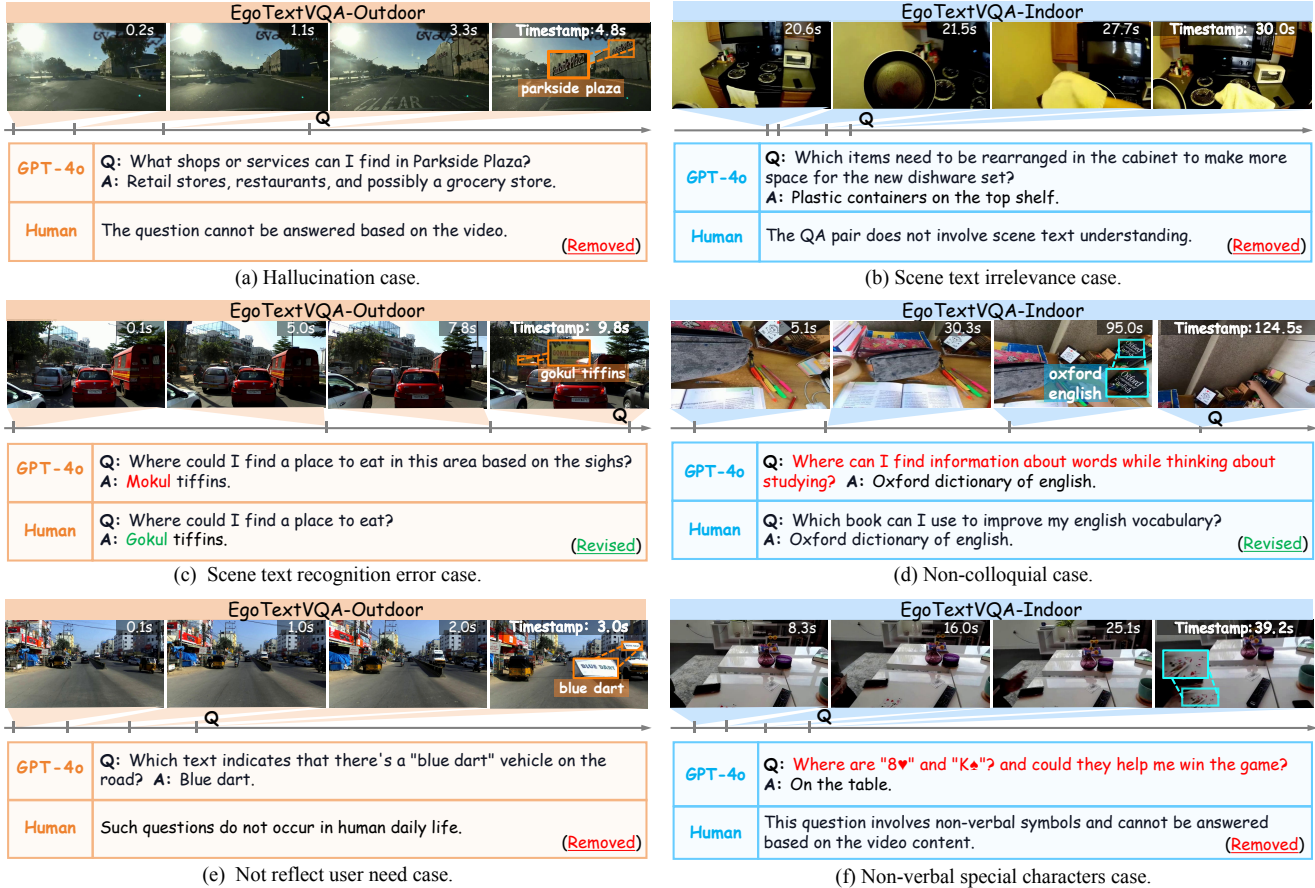 EgoTextVQA-Outdoor
0.2s
1.1s
3.3s
Timestamp:4.8s
CLEAR
parkside plaza
Q
GPT-4o
Q: What shops or services can I find in Parkside Plaza?
A: Retail stores, restaurants, and possibly a grocery store.
Human
The question cannot be answered based on the video.
(Removed)
(a) Hallucination case.
EgoTextVQA-Indoor
20.6s
21.5s
27.7s
Timestamp: 30.0s
Q
GPT-4o
Q: Which items need to be rearranged in the cabinet to make more
space for the new dishware set?
A: Plastic containers on the top shelf.
Human
The QA pair does not involve scene text understanding.
(Removed)
(b) Scene text irrelevance case.
EgoTextVQA-Outdoor
0.1s
5.0s
7.8s
Timestamp: 9.8s
gokul tiffins
Q
GPT-4o
Q: Where could I find a place to eat in this area based on the sighs?
A: Mokul tiffins.
Human
Q: Where could I find a place to eat?
A: Gokul tiffins.
(Revised)
(c) Scene text recognition error case.
EgoTextVQA-Indoor
5.1s
30.3s
95.0s
Timestamp:124.5s
oxford
english
Oxford
Q
GPT-4o
Q: Where can I find information about words while thinking about
studying? A: Oxford dictionary of english.
Human
Q: Which book can I use to improve my english vocabulary?
A: Oxford dictionary of english.
(Revised)
(d) Non-colloquial case.
EgoTextVQA-Outdoor
0.1s
1.0s
2.0s
Timestamp: 3.0s
BLUE DART
blue dart
Q
GPT-4o
Q: Which text indicates that there's a "blue dart" vehicle on the
road? A: Blue dart.
Human
Such questions do not occur in human daily life.
(Removed)
(e) Not reflect user need case.
EgoTextVQA-Indoor
8.3s
16.0s
25.1s
Timestamp: 39.2s
Q
GPT-4o
Q: Where are "8♥" and "K♠"? and could they help me win the game?
A: On the table.
Human
This question involves non-verbal symbols and cannot be answered
based on the video content.
(Removed)
(f) Non-verbal special characters case.